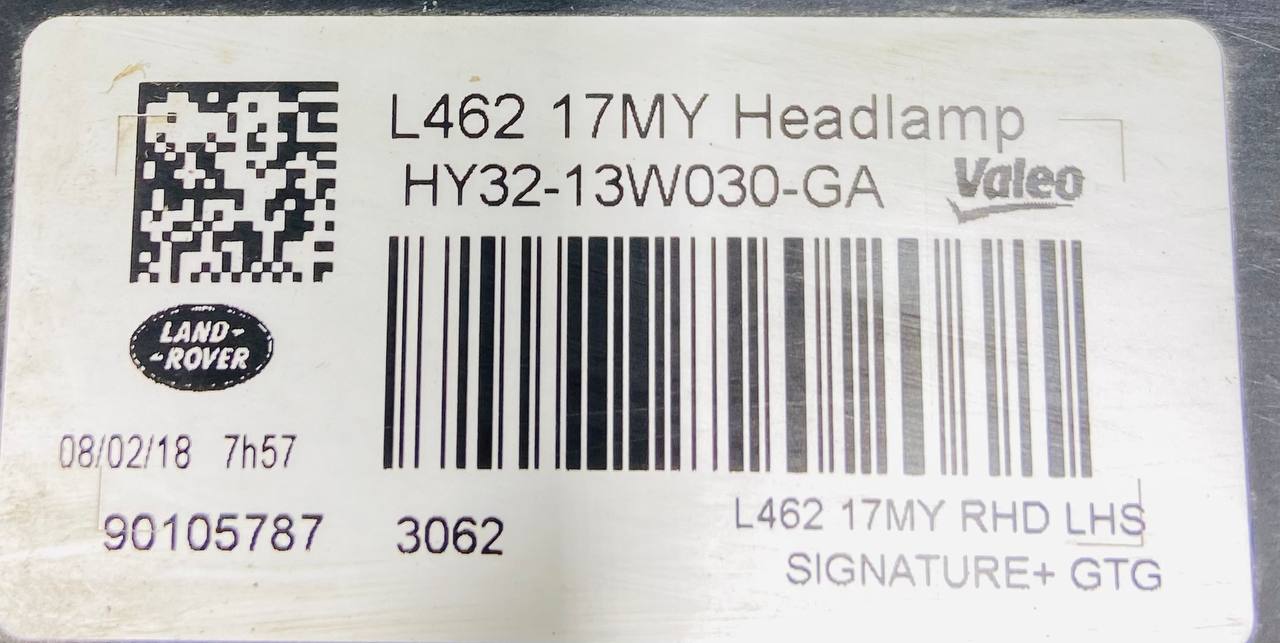 L462 17MY Headlamp
HY32-13W030-GA
Valeo
LAND-
-ROVER
08/02/18 7h57
90105787 3062
L462 17MY RHD LHS
SIGNATURE+ GTG